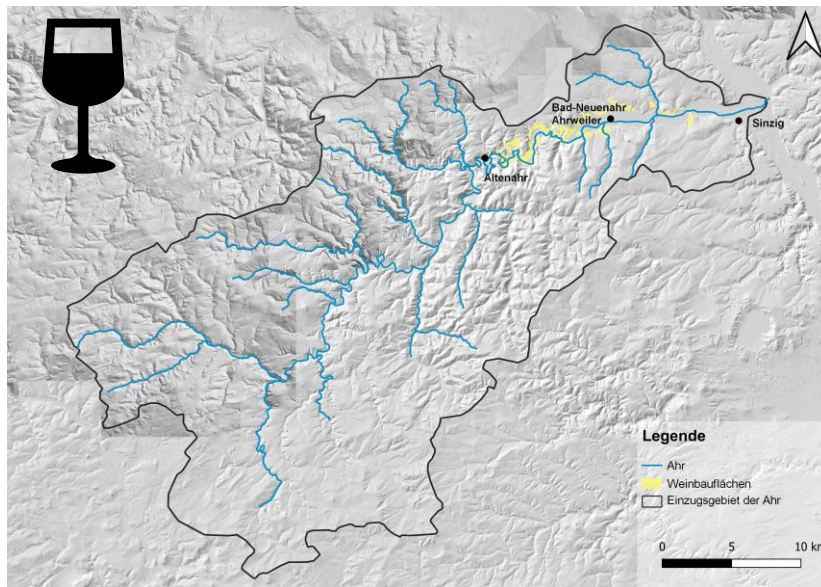 Bad-Neuenahr
Ahrweiler
Sinzig
Altenahr
Legende
Ahr
Weinbauflächen
Einzugsgebiet der Ahr
0 5 10 km